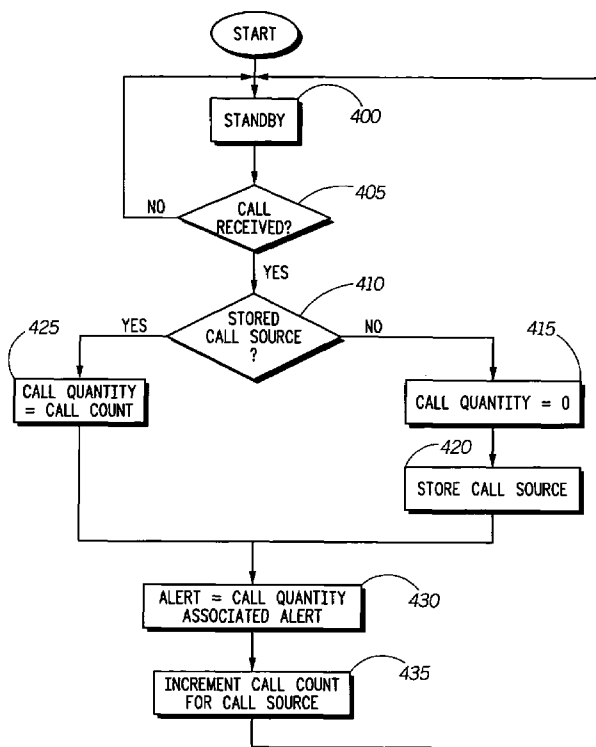 START
STANDBY
400
CALL
RECEIVED?
405
NO
YES
410
STORED
CALL SOURCE
?
YES
NO
425
CALL QUANTITY
= CALL COUNT
415
CALL QUANTITY = 0
420
STORE CALL SOURCE
ALERT = CALL QUANTITY
ASSOCIATED ALERT
430
INCREMENT CALL COUNT
FOR CALL SOURCE
435